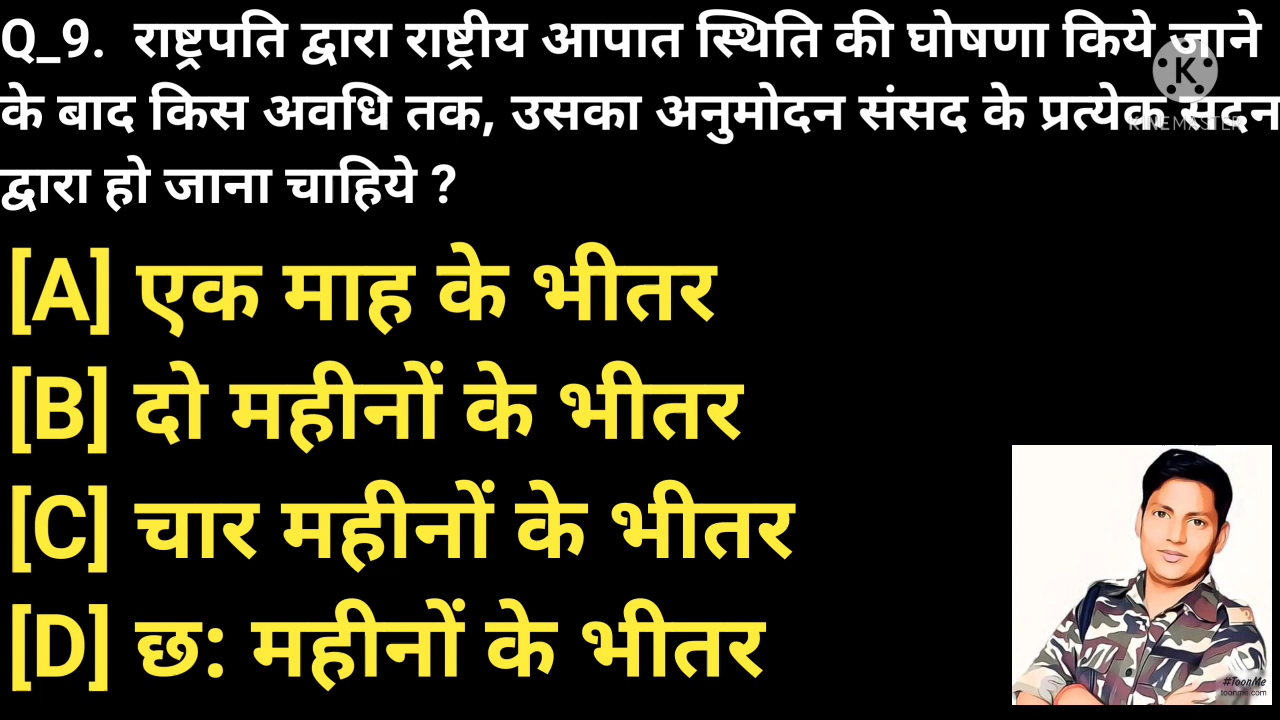 Q_9. राष्ट्रपति द्वारा राष्ट्रीय आपात स्थिति की घोषणा किये जाने
के बाद किस अवधि तक, उसका अनुमोदन संसद के प्रत्येक सदन
द्वारा हो जाना चाहिये ?
K
KINEMASTER
[A] एक माह के भीतर
[B] दो महीनों के भीतर
[C] चार महीनों के भीतर
[D] छ: महीनों के भीतर
#ToonMe
toonme.com